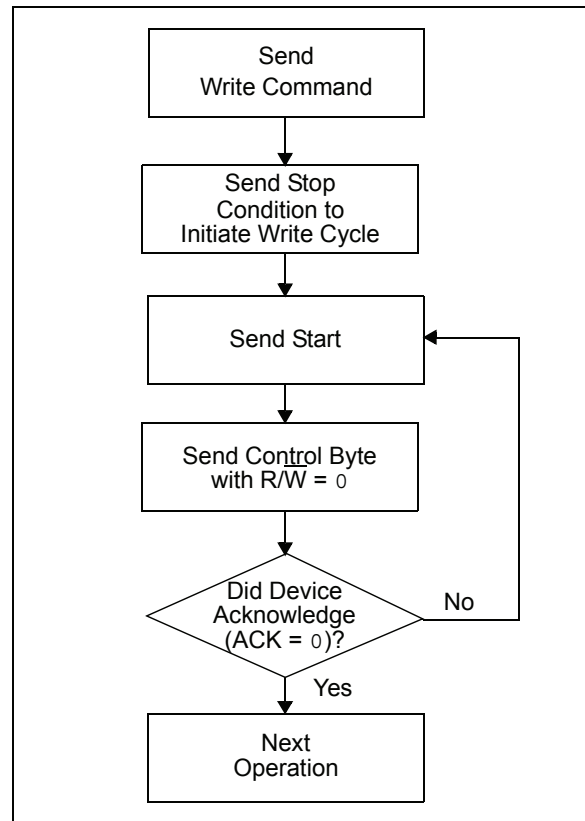 Send
Write Command
Send Stop
Condition to
Initiate Write Cycle
Send Start
Send Control Byte
with R/W̅ = 0
Did Device
Acknowledge
(ACK = 0)?
No
Yes
Next
Operation